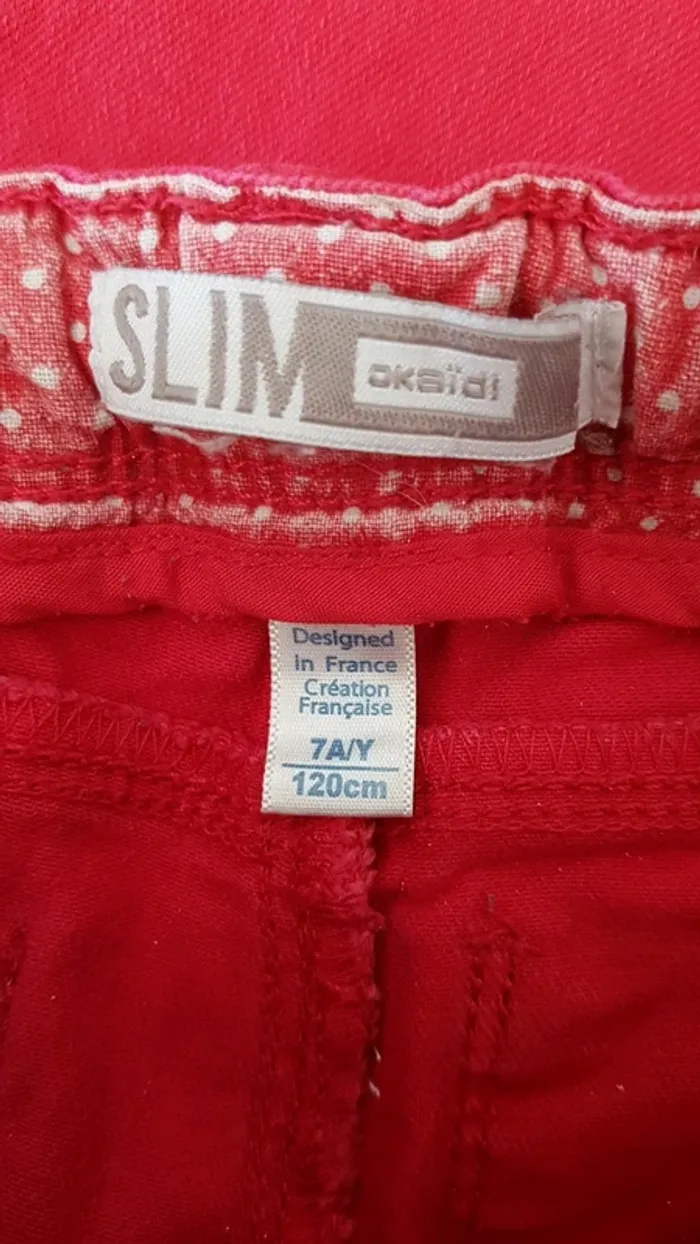 SLIM
okaïdi
Designed
in France
Création
Française
7A/Y
120cm